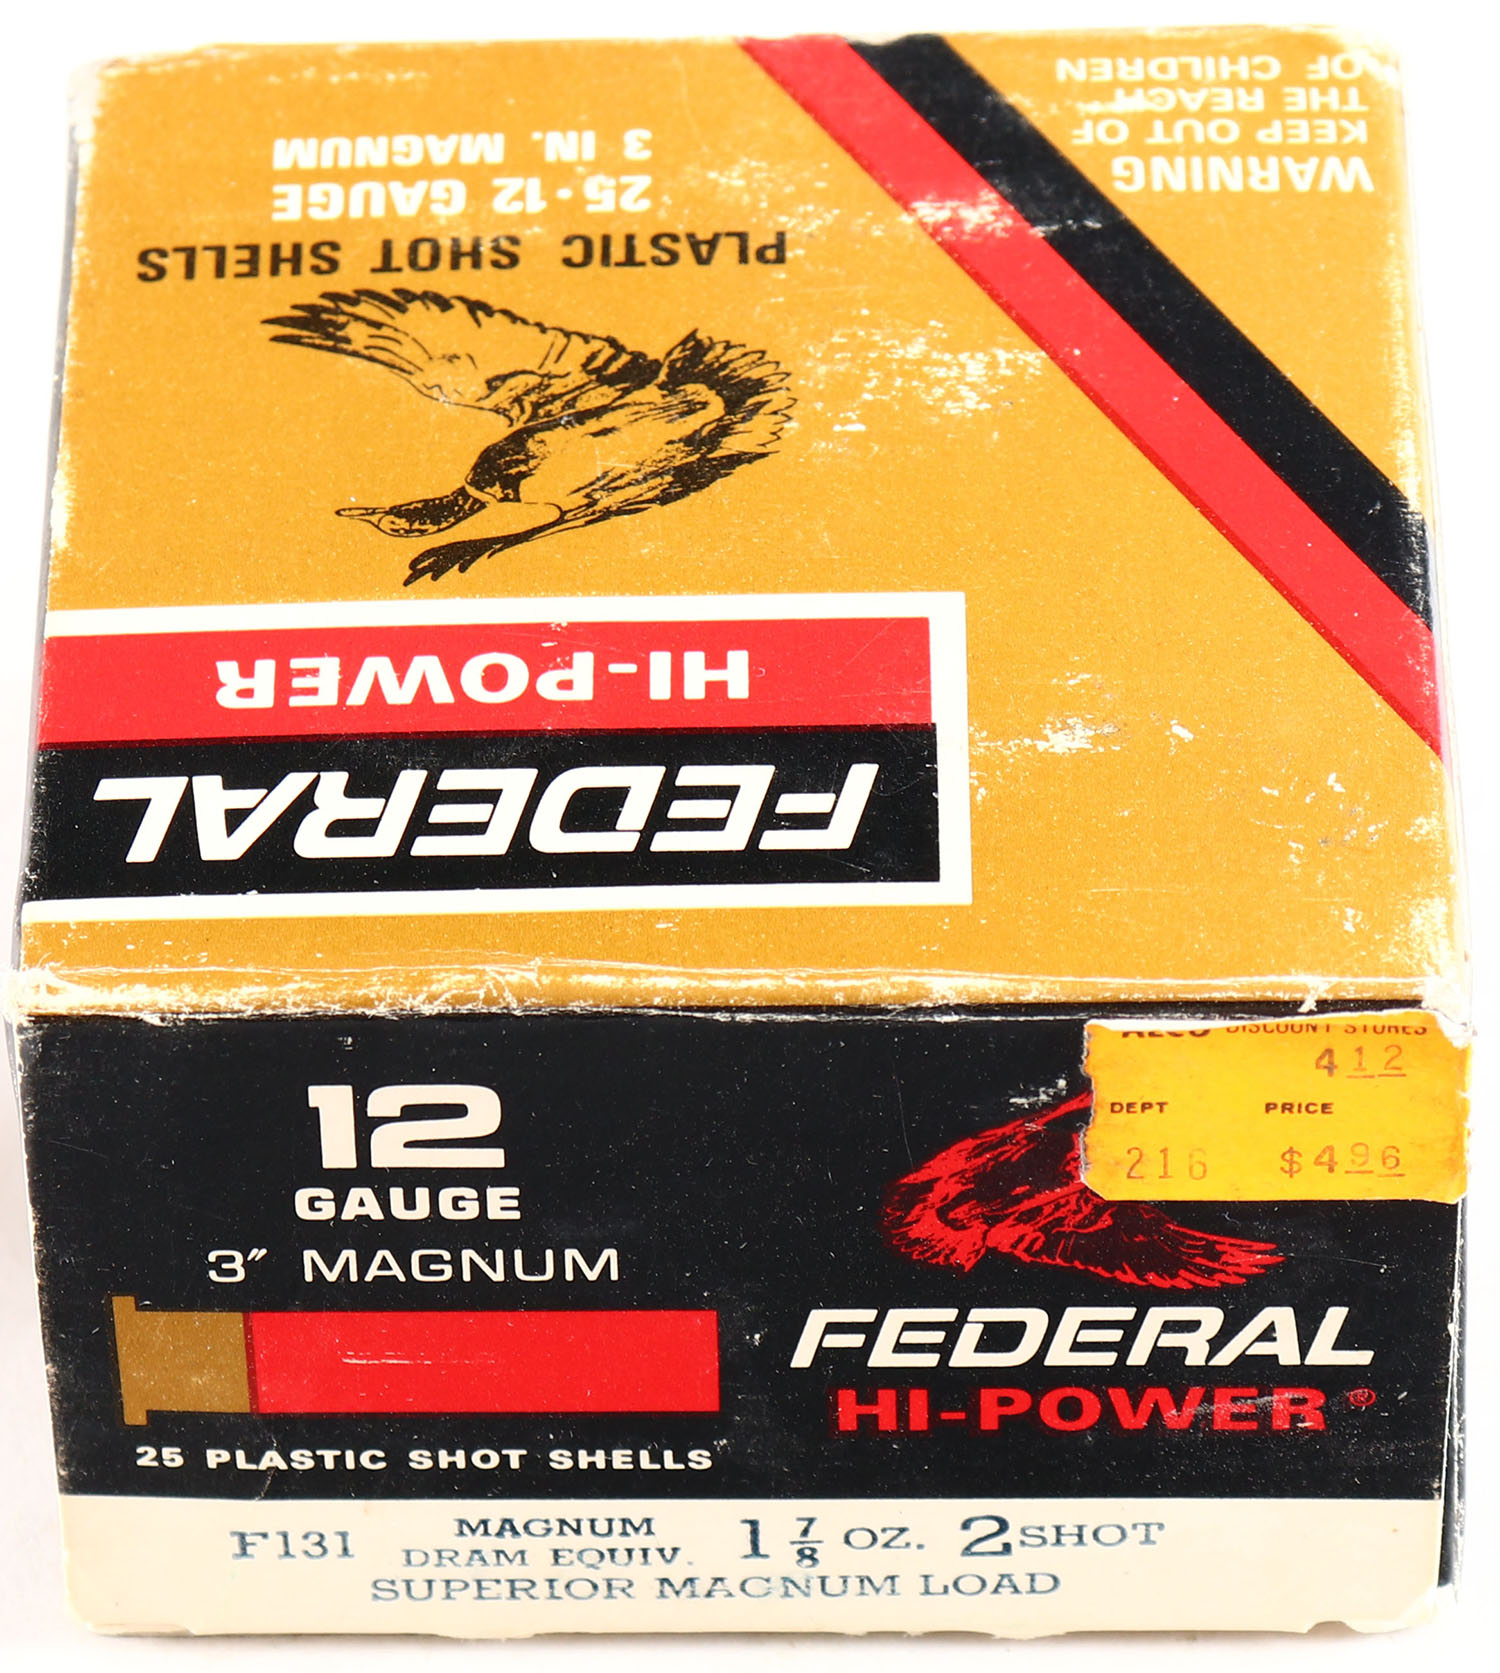 WARNING
KEEP OUT OF
THE REACH
OF CHILDREN
FEDERAL
HI-POWER
PLASTIC SHOT SHELLS
25-12 GAUGE
3 IN. MAGNUM
ALCO DISCOUNT STORES
412
DEPT PRICE
216 $4.96
12
GAUGE
3″ MAGNUM
25 PLASTIC SHOT SHELLS
FEDERAL
HI-POWER®
F131 MAGNUM
DRAM EQUIV. 1 7/8 OZ. 2 SHOT
SUPERIOR MAGNUM LOAD